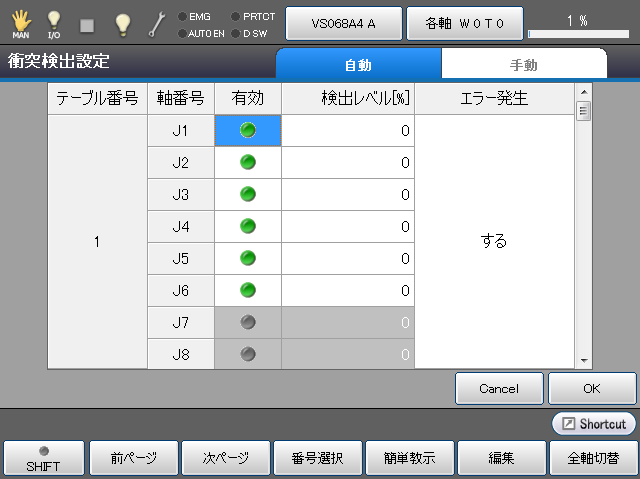 MAN I/O EMG PRTCT
AUTO EN D SW
VS068A4 A
各軸 W0T0
1 %
衝突検出設定
自動 手動
テーブル番号 軸番号 有効 検出レベル[%] エラー発生
J1 0
J2 0
J3 0
J4 0
1 する
J5 0
J6 0
J7 0
J8 0
Cancel OK
Shortcut
SHIFT 前ページ 次ページ 番号選択 簡単教示 編集 全軸切替